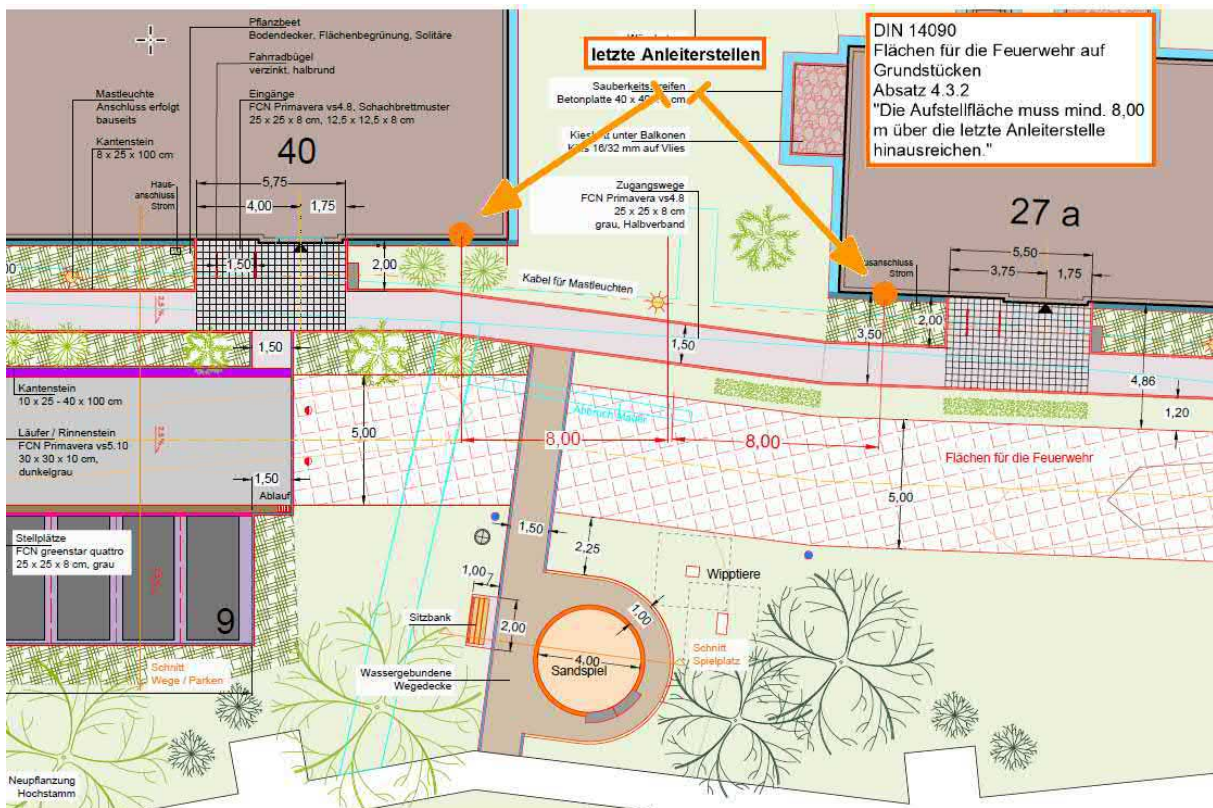 Pflanzbeet
Bodendecker, Flächenbegrünung, Solitäre
Fahrradbügel
verzinkt, halbrund
Mastleuchte
Anschluss erfolgt
bauseits
Eingänge
FCN Primavera vs4.8, Schachbrettmuster
25 x 25 x 8 cm, 12,5 x 12,5 x 8 cm
Kantenstein
8 x 25 x 100 cm
40
letzte Anleiterstellen
Betonplatte 40 x
Kies 16/32 mm auf Vlies
DIN 14090
Flächen für die Feuerwehr auf
Grundstücken
Absatz 4.3.2
"Die Aufstellfläche muss mind. 8,00
m über die letzte Anleiterstelle
hinausreichen."
Haus-
anschluss
Strom
5,75
4,00
1,75
Zugangswege
FCN Primavera vs4.8
25 x 25 x 8 cm
grau, Halbverband
27 a
5,50
3,75
1,75
Strom
1,50
2,00
Kabel für Mastleuchten
1,50
3,50
2,00
1,50
4,86
1,20
Kantenstein
10 x 25 - 40 x 100 cm
Läufer / Rinnenstein
FCN Primavera vs5.10
30 x 30 x 10 cm,
dunkelgrau
5,00
8,00
8,00
Flächen für die Feuerwehr
5,00
1,50
Ablauf
Stellplätze
FCN greenstar quattro
25 x 25 x 8 cm, grau
9
1,50
2,25
Wipptiere
1,00
Sitzbank
2,00
1,00
4,00
Sandspiel
Schnitt
Spielplatz
Schnitt
Wege / Parken
Wassergebundene
Wegedecke
Neupflanzung
Hochstamm